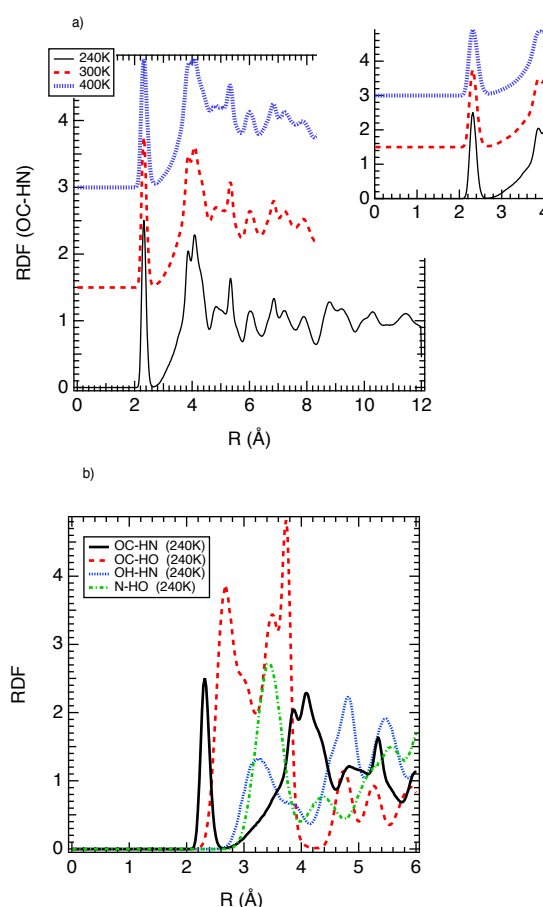 a)
240K
300K
400K
RDF (OC-HN)
4
3
2
1
0
0 2 4 6 8 10 12
R (Å)
5
4
3
2
1
0
0 1 2 3 4
b)
OC-HN (240K)
OC-HO (240K)
OH-HN (240K)
N-HO (240K)
RDF
4
3
2
1
0
0 1 2 3 4 5 6
R (Å)